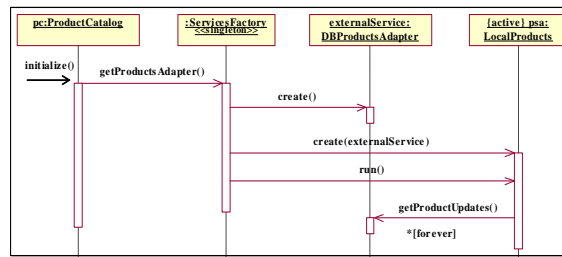 pc:ProductCatalog
:ServicesFactory
<<singleton>>
externalService:
DBProductsAdapter
{active} psa:
LocalProducts
initialize()
getProductsAdapter()
create()
create(externalService)
run()
getProductUpdates()
*[forever]